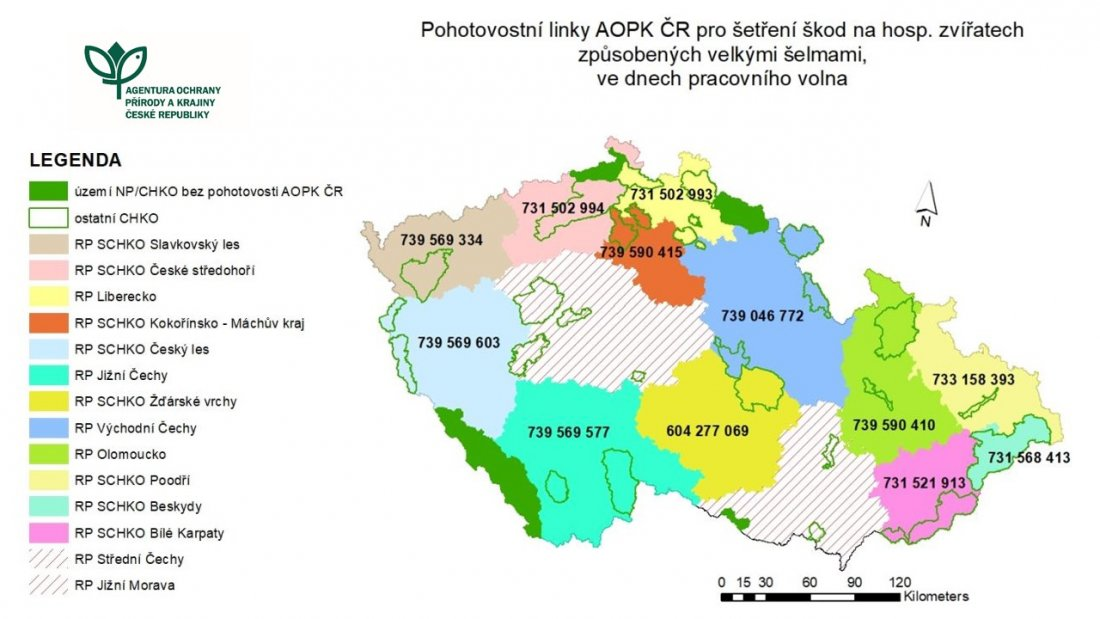 Pohotovostní linky AOPK ČR pro šetření škod na hosp. zvířatech
způsobených velkými šelmami,
ve dnech pracovního volna
AGENTURA OCHRANY
PŘÍRODY A KRAJINY
ČESKÉ REPUBLIKY
LEGENDA
území NP/CHKO bez pohotovosti AOPK ČR
ostatní CHKO
RP SCHKO Slavkovský les
RP SCHKO České středohoří
RP Liberecko
RP SCHKO Kokořínsko - Máchův kraj
RP SCHKO Český les
RP Jižní Čechy
RP SCHKO Žďárské vrchy
RP Východní Čechy
RP Olomoucko
RP SCHKO Poodří
RP SCHKO Beskydy
RP SCHKO Bílé Karpaty
RP Střední Čechy
RP Jižní Morava
731 502 993
731 502 994
739 569 334
739 590 415
739 046 772
739 569 603
733 158 393
739 590 410
739 569 577
604 277 069
731 568 413
731 521 913
N
0 15 30 60 90 120
Kilometers